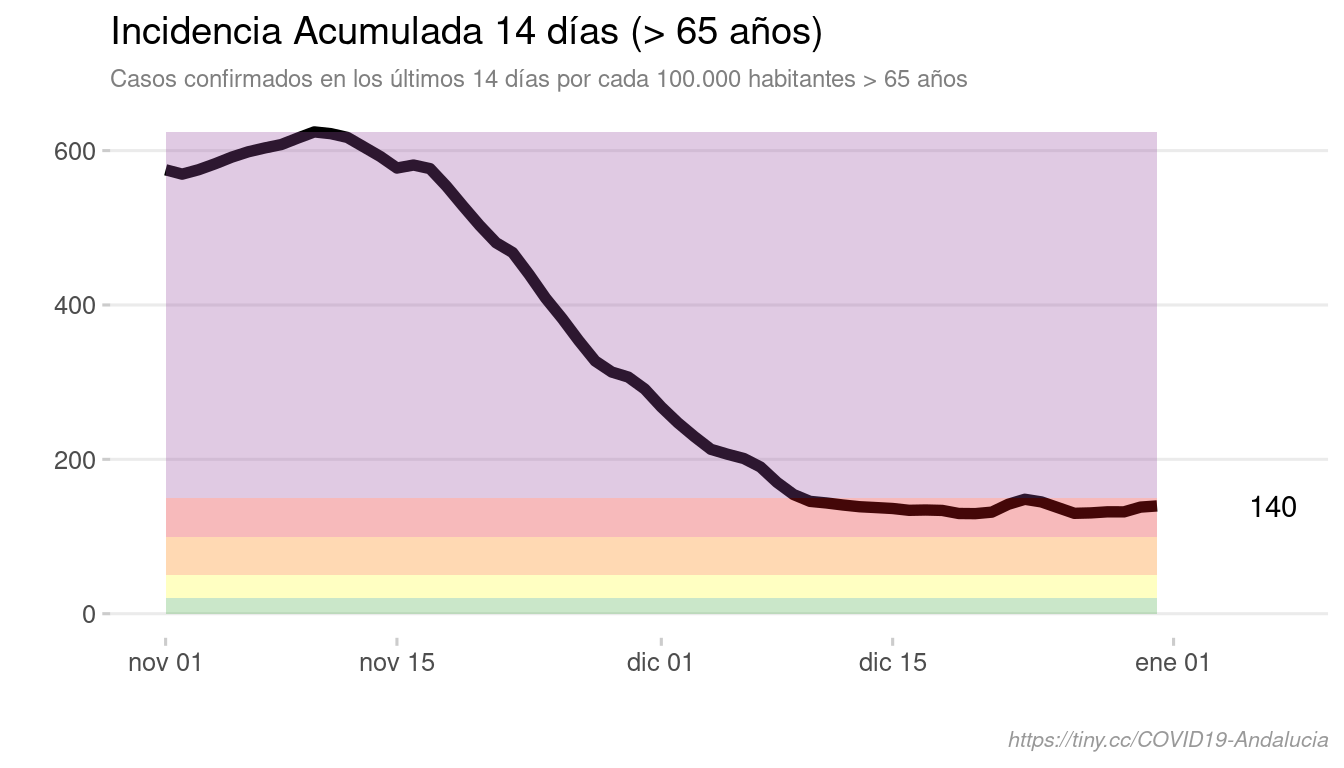 Incidencia Acumulada 14 días (> 65 años)
Casos confirmados en los últimos 14 días por cada 100.000 habitantes > 65 años
600
400
200
140
0
nov 01
nov 15
dic 01
dic 15
ene 01
https://tiny.cc/COVID19-Andalucia